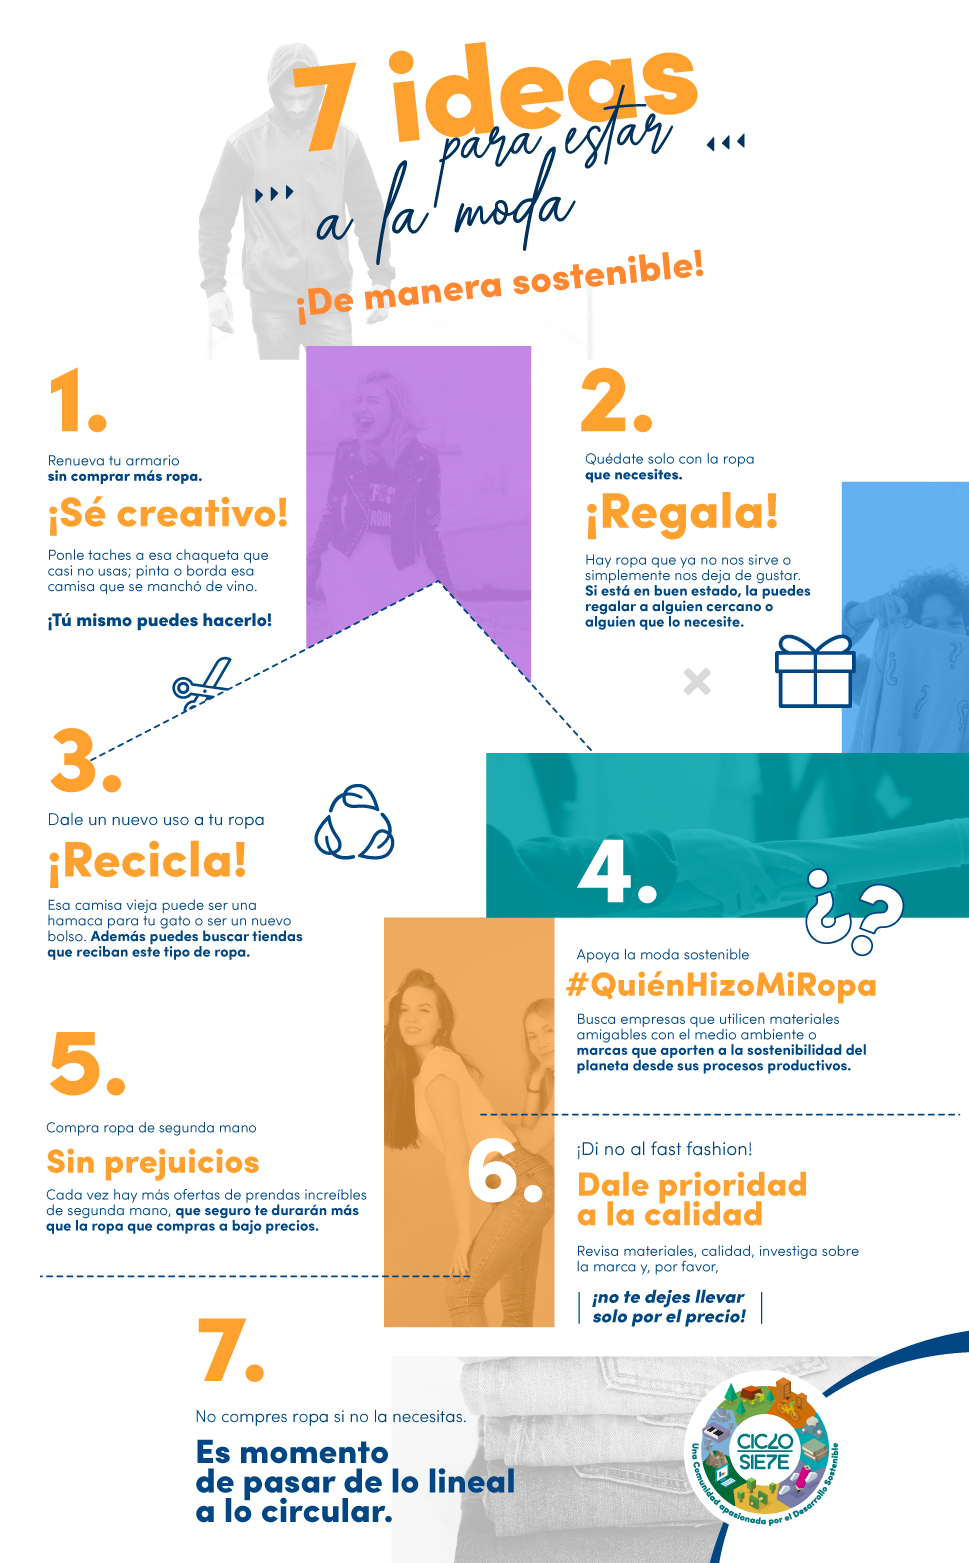 7 ideas
para estar
a la moda
¡De manera sostenible!
1.
Renueva tu armario
sin comprar más ropa.
¡Sé creativo!
Ponle taches a esa chaqueta que
casi no usas; pinta o borda esa
camisa que se manchó de vino.
¡Tú mismo puedes hacerlo!
2.
Quédate solo con la ropa
que necesites.
¡Regala!
Hay ropa que ya no nos sirve o
simplemente nos deja de gustar.
Si está en buen estado, la puedes
regalar a alguien cercano o
alguien que lo necesite.
3.
Dale un nuevo uso a tu ropa
¡Recicla!
Esa camisa vieja puede ser una
hamaca para tu gato o ser un nuevo
bolso. Además puedes buscar tiendas
que reciban este tipo de ropa.
4.
¿?
Apoya la moda sostenible
#QuiénHizoMiRopa
Busca empresas que utilicen materiales
amigables con el medio ambiente o
marcas que aporten a la sostenibilidad del
planeta desde sus procesos productivos.
5.
Compra ropa de segunda mano
Sin prejuicios
Cada vez hay más ofertas de prendas increíbles
de segunda mano, que seguro te durarán más
que la ropa que compras a bajo precios.
6.
¡Di no al fast fashion!
Dale prioridad
a la calidad
Revisa materiales, calidad, investiga sobre
la marca y, por favor,
¡no te dejes llevar
solo por el precio!
7.
No compres ropa si no la necesitas.
Es momento
de pasar de lo lineal
a lo circular.
CICLO
SIE7E
Una Comunidad apasionada por el Desarrollo Sostenible